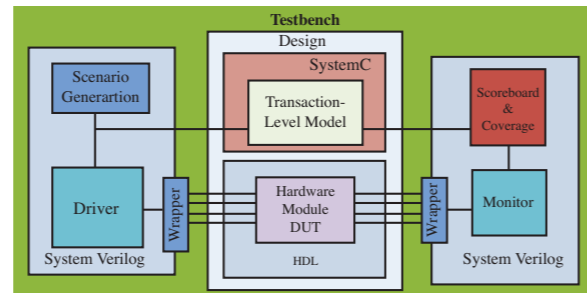 Testbench
Design
Scenario
Generartion
SystemC
Transaction-
Level Model
Scoreboard
&
Coverage
Driver
Wrapper
Hardware
Module
DUT
Wrapper
Monitor
System Verilog
HDL
System Verilog